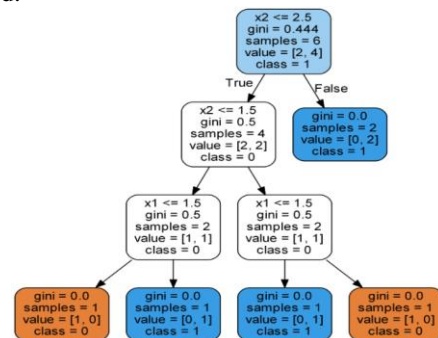 x2 <= 2.5
gini = 0.444
samples = 6
value = [2, 4]
class = 1
True
False
x2 <= 1.5
gini = 0.5
samples = 4
value = [2, 2]
class = 0
gini = 0.0
samples = 2
value = [0, 2]
class = 1
x1 <= 1.5
gini = 0.5
samples = 2
value = [1, 1]
class = 0
x1 <= 1.5
gini = 0.5
samples = 2
value = [1, 1]
class = 0
gini = 0.0
samples = 1
value = [1, 0]
class = 0
gini = 0.0
samples = 1
value = [0, 1]
class = 1
gini = 0.0
samples = 1
value = [0, 1]
class = 1
gini = 0.0
samples = 1
value = [1, 0]
class = 0